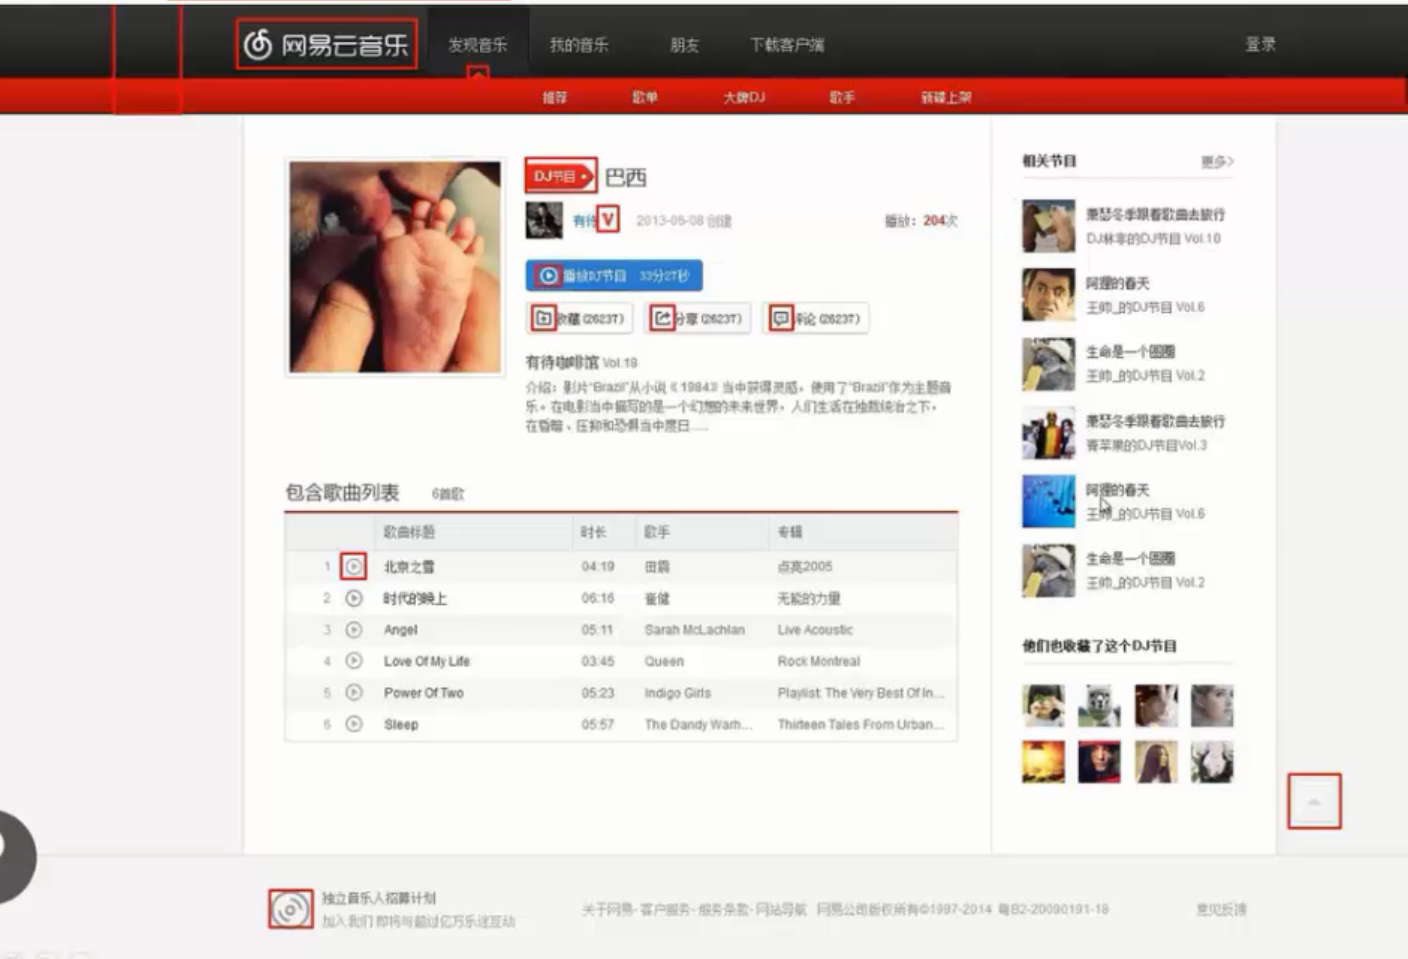 网易云音乐 发现音乐 我的音乐 朋友 下载客户端 登录
推荐 歌单 大牌DJ 歌手 新碟上架
DJ节目 巴西
有待 V 2013-05-08 创建 播放：204次
播放DJ节目 33分27秒
收藏 (26237) 分享 (26237) 评论 (26237)
有待咖啡馆 Vol.18
介绍：影片“Brazil”从小说《1984》当中获得灵感，使用了“Brazil”作为主题音
乐。在电影当中描写的是一个幻想的未来世界，人们生活在独裁统治之下，
在昏暗、压抑和恐惧当中度日......
包含歌曲列表 6首歌
歌曲标题 时长 歌手 专辑
1 北京之雪 04:19 田震 点亮2005
2 时代的晚上 06:16 崔健 无能的力量
3 Angel 05:11 Sarah McLachlan Live Acoustic
4 Love Of My Life 03:45 Queen Rock Montreal
5 Power Of Two 05:23 Indigo Girls Playlist: The Very Best Of In...
6 Sleep 05:57 The Dandy Warh... Thirteen Tales From Urban...
相关节目 更多>
萧瑟冬季跟着歌曲去旅行
DJ林非的DJ节目 Vol.10
阿狸的春天
王帅_的DJ节目 Vol.6
生命是一个圆圈
王帅_的DJ节目 Vol.2
萧瑟冬季跟着歌曲去旅行
青苹果的DJ节目Vol.3
阿狸的春天
王帅_的DJ节目 Vol.6
生命是一个圆圈
王帅_的DJ节目 Vol.2
他们也收藏了这个DJ节目
独立音乐人招募计划
加入我们 即将与超过亿万乐迷互动
关于网易- 客户服务- 服务条款- 网站导航 网易公司版权所有©1997-2014 粤B2-20090191-18
意见反馈